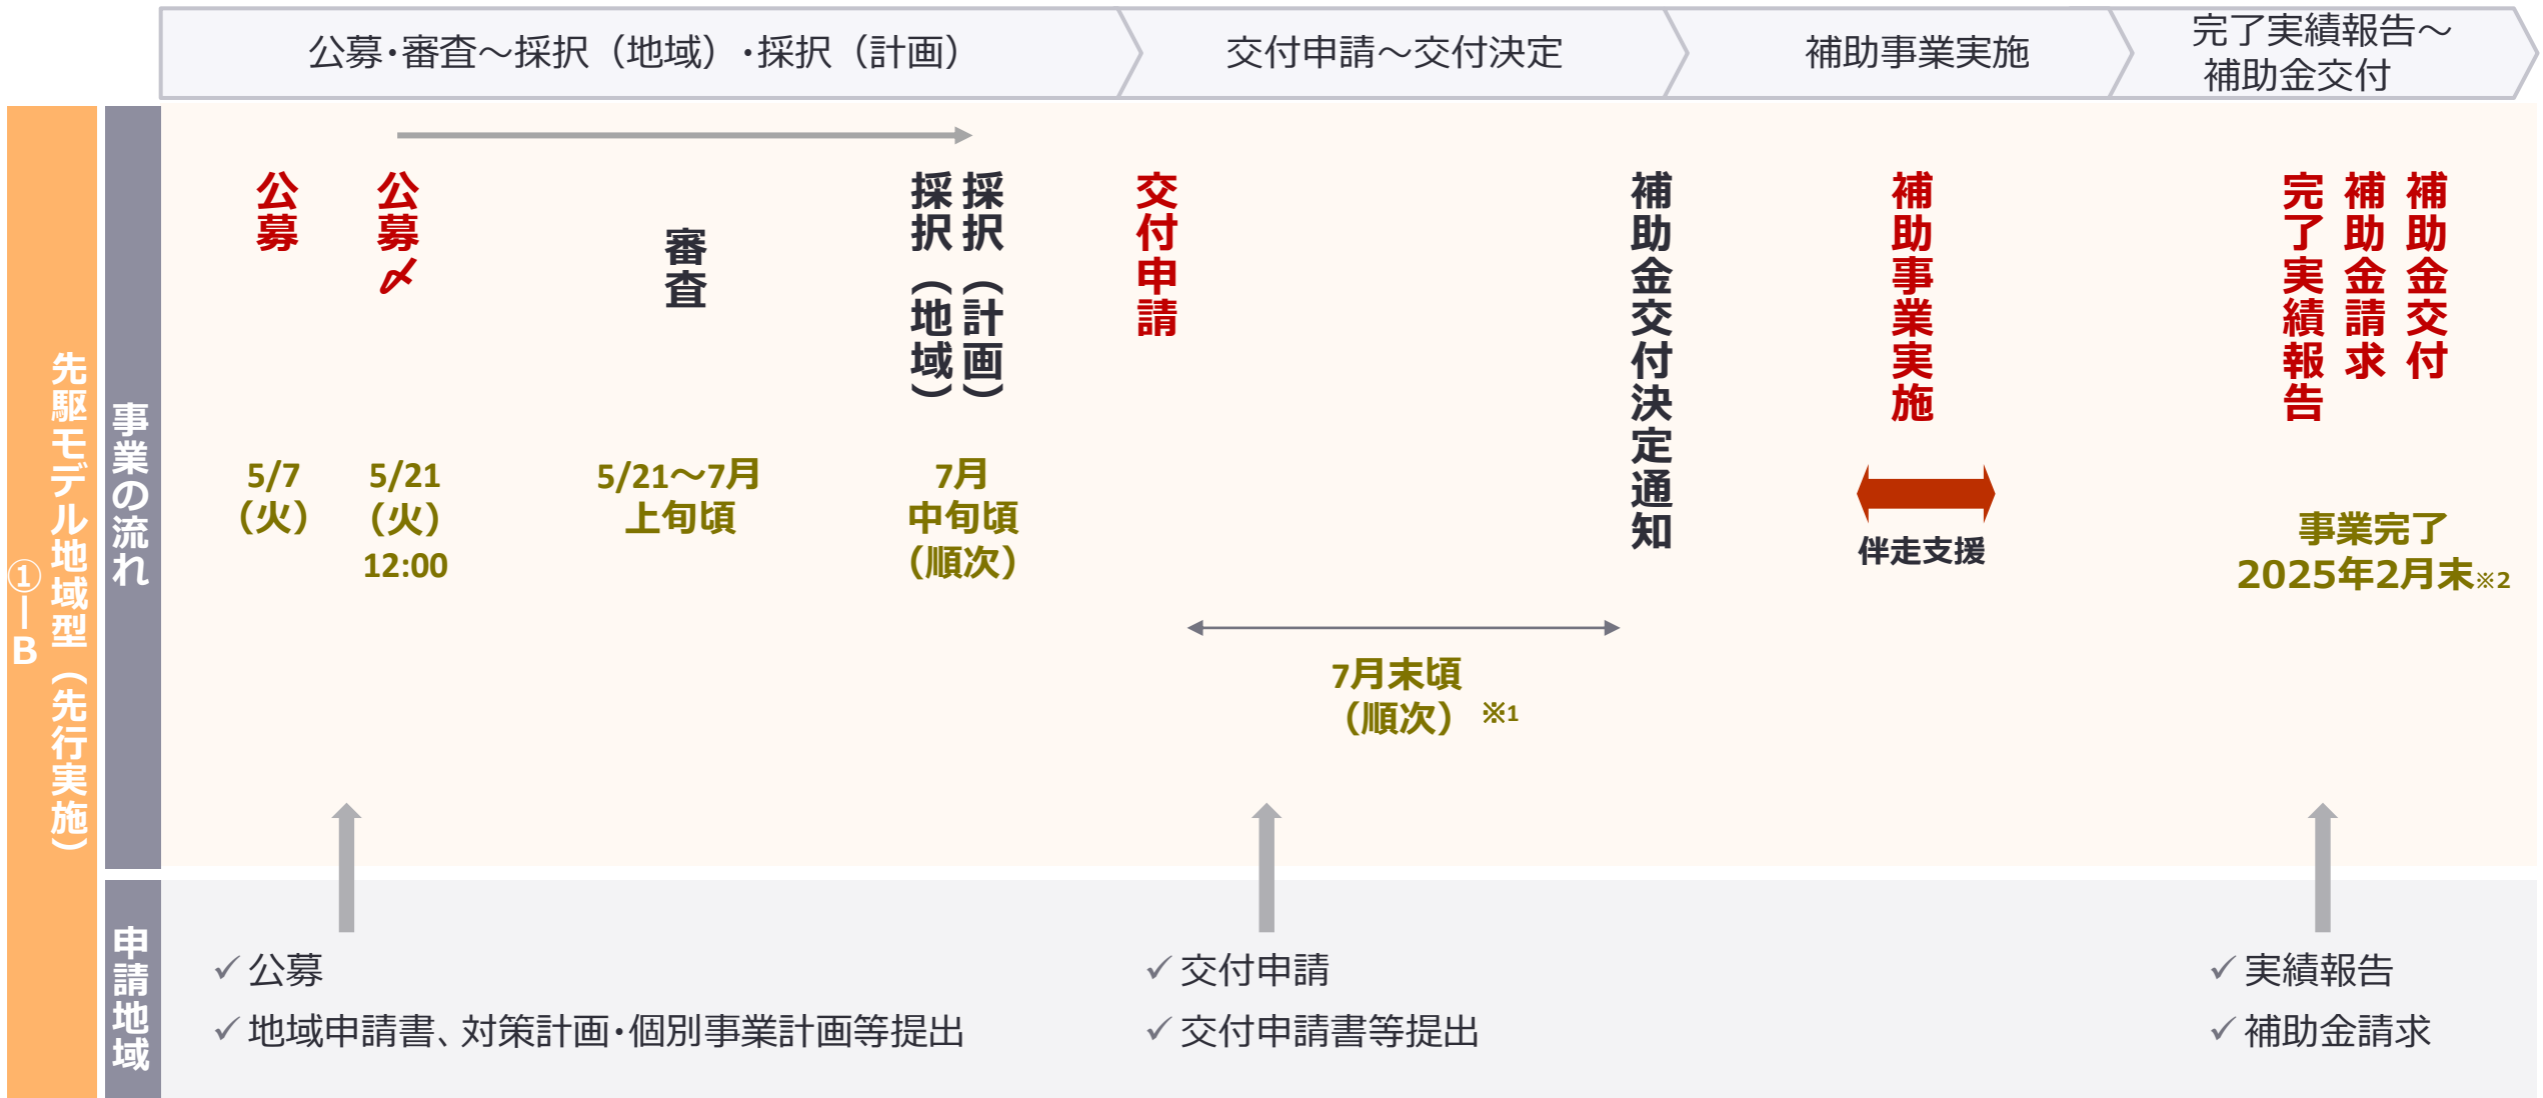 公募・審査～採択（地域）・採択（計画）
交付申請～交付決定
補助事業実施
完了実績報告～
補助金交付
①ーB
先駆モデル地域型（先行実施）
事業の流れ
公募
5/7
（火）
公募〆
5/21
（火）
12:00
審査
5/21～7月
上旬頃
採択（地域）
採択（計画）
7月
中旬頃
（順次）
交付申請
7月末頃
（順次）※1
補助金交付決定通知
補助事業実施
伴走支援
完了実績報告
補助金請求
補助金交付
事業完了
2025年2月末※2
申請地域
✓公募
✓地域申請書、対策計画・個別事業計画等提出
✓交付申請
✓交付申請書等提出
✓実績報告
✓補助金請求